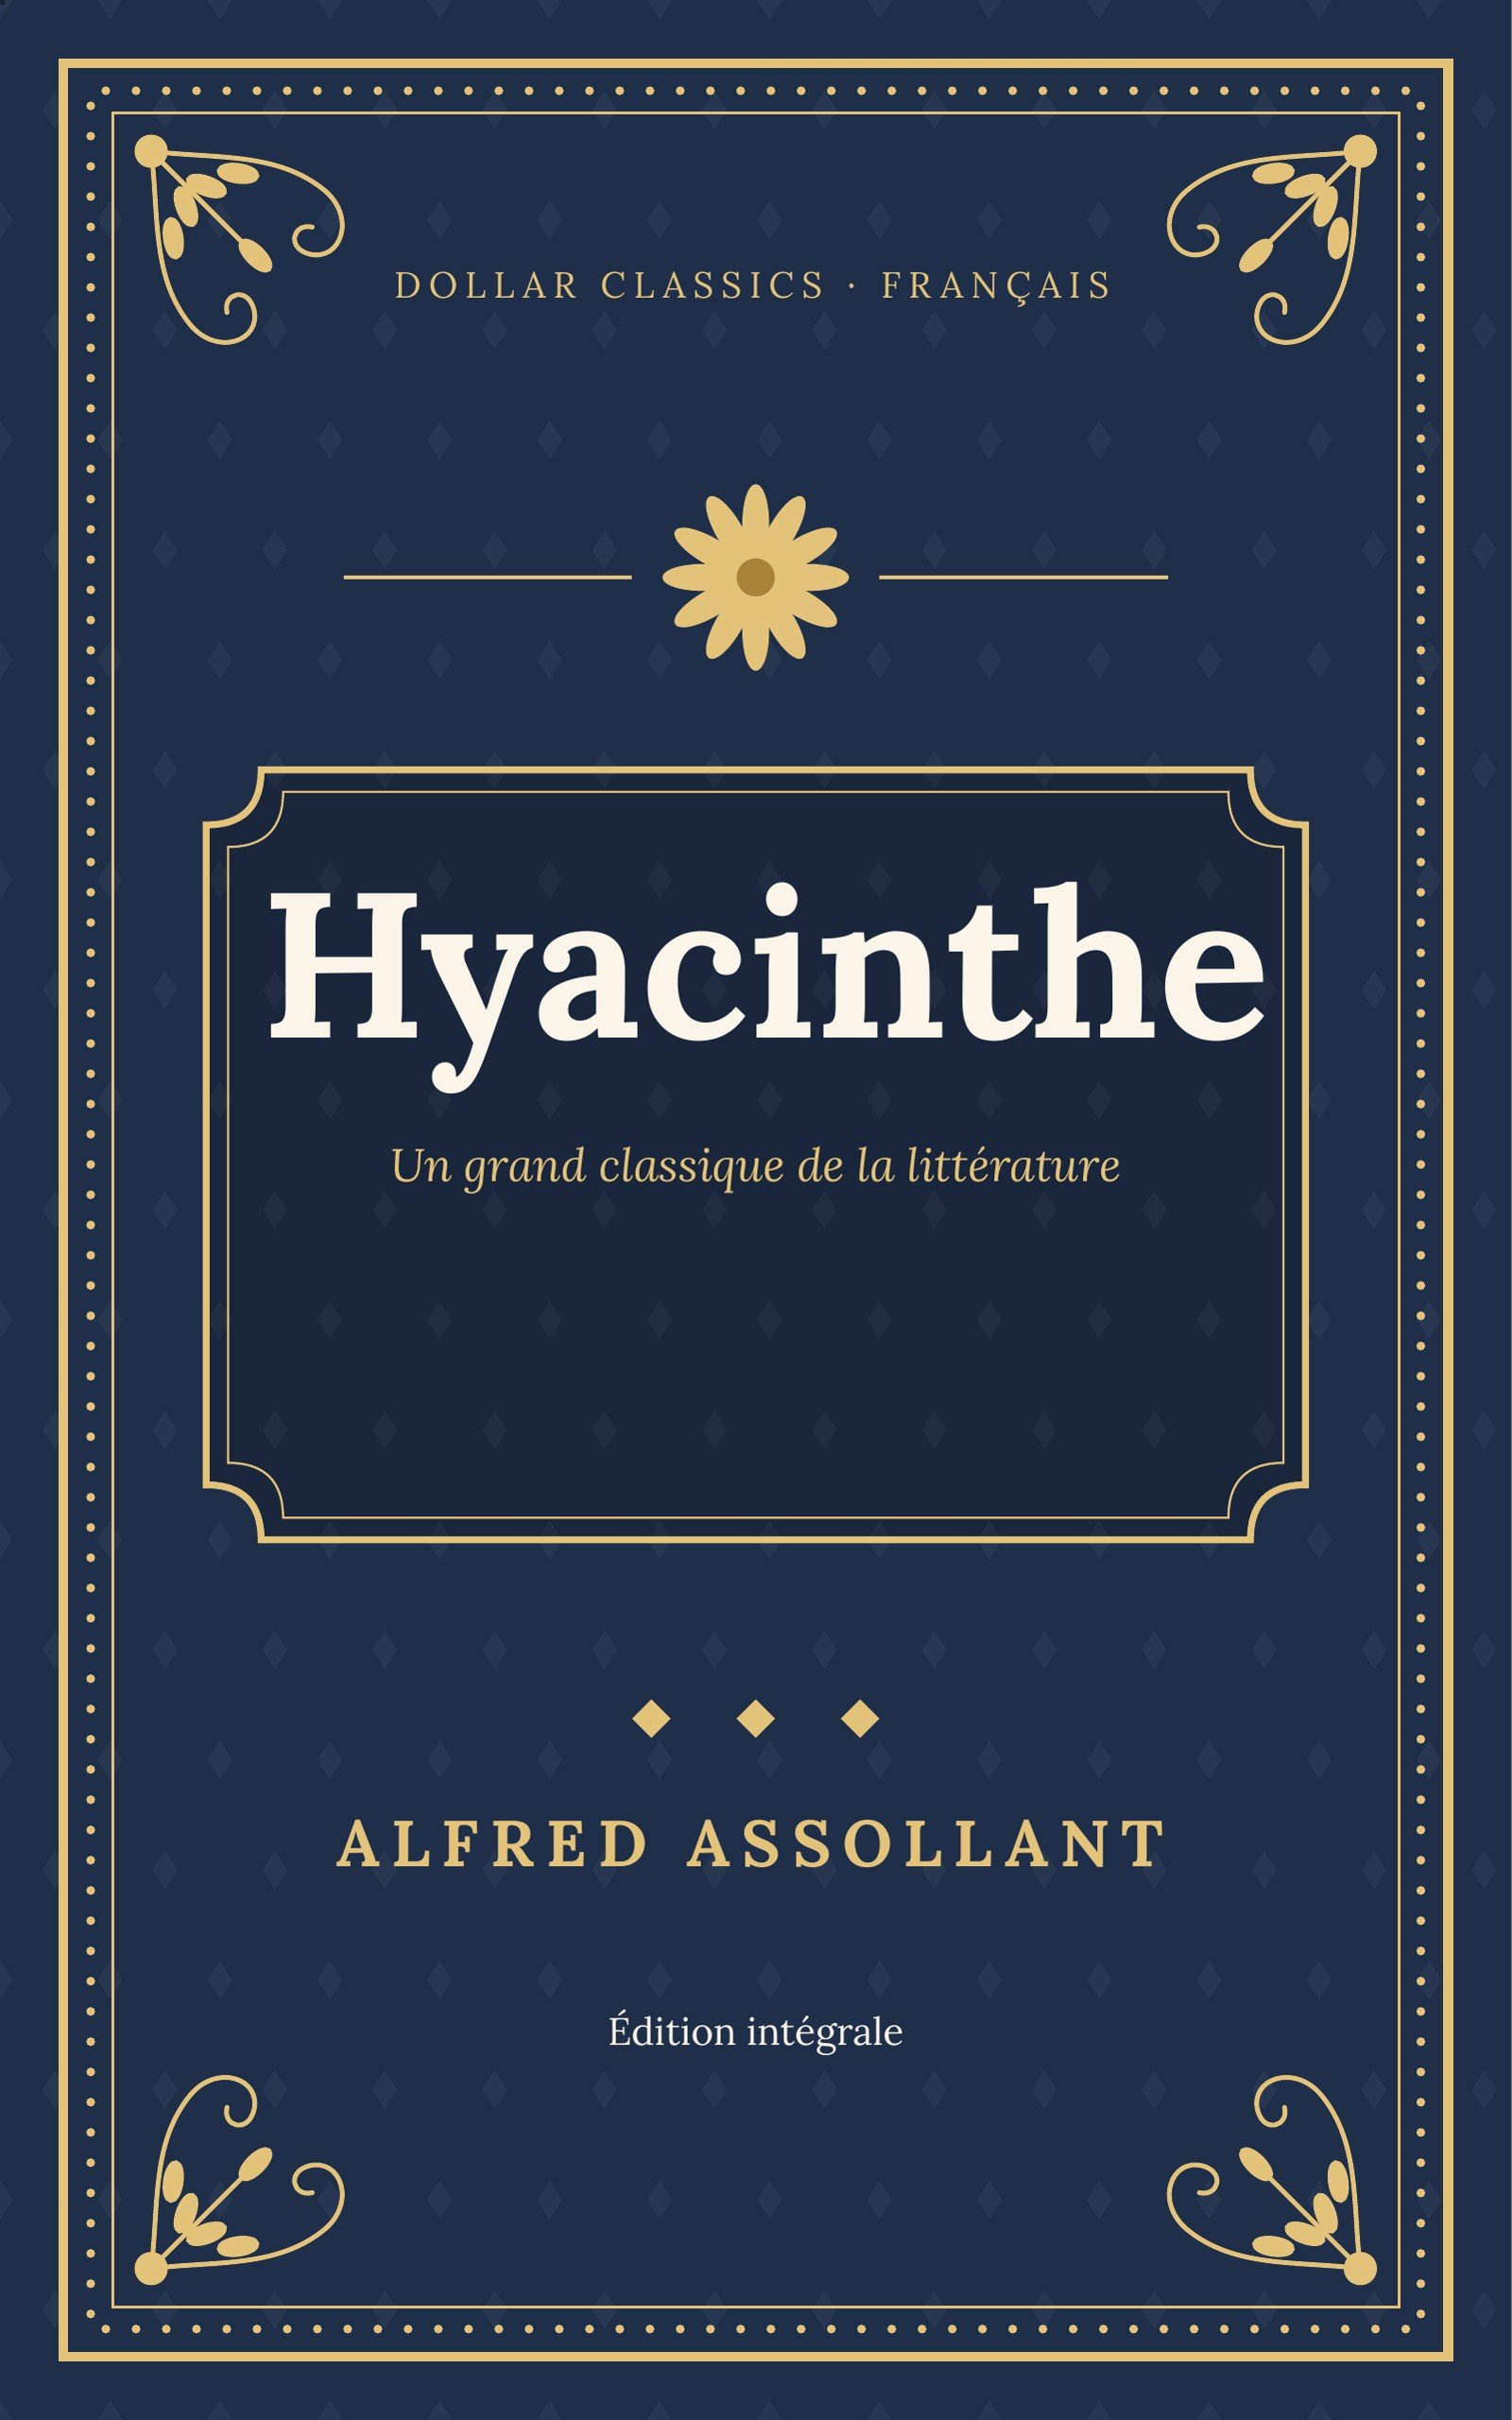 DOLLAR CLASSICS · FRANÇAIS
Hyacinthe
Un grand classique de la littérature
ALFRED ASSOLLANT
Édition intégrale